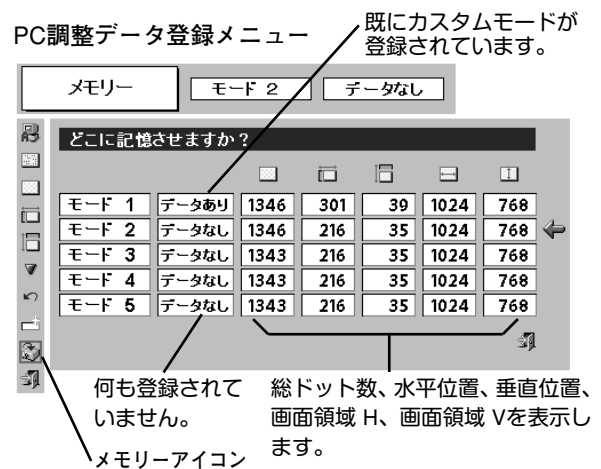 PC調整データ登録メニュー
既にカスタムモードが
登録されています。
メモリー モード 2 データなし
どこに記憶させますか?
モード 1 データあり 1346 301 39 1024 768
モード 2 データなし 1346 216 35 1024 768
モード 3 データなし 1343 216 35 1024 768
モード 4 データなし 1343 216 35 1024 768
モード 5 データなし 1343 216 35 1024 768
何も登録されて
いません。
総ドット数、水平位置、垂直位置、
画面領域 H、画面領域 Vを表示し
ます。
メモリーアイコン